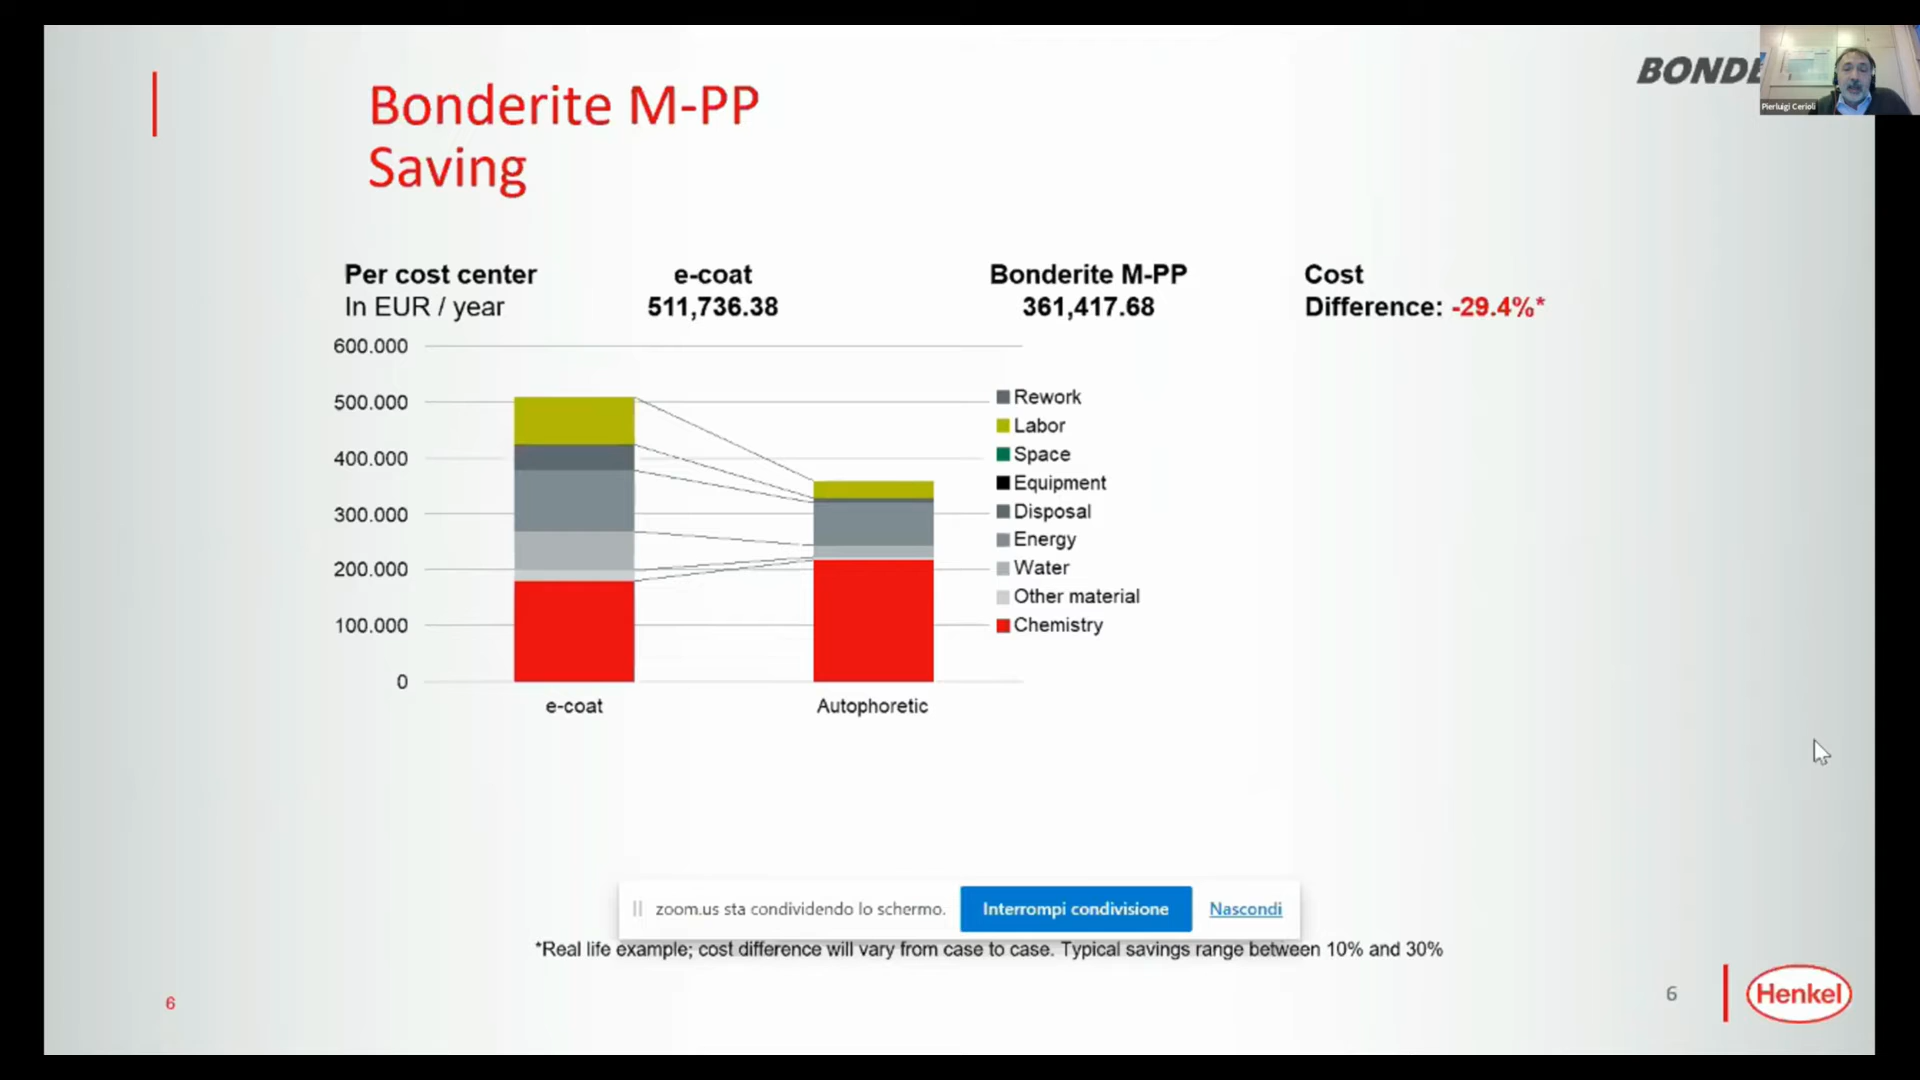 BONDE
Pierluigi Cerioli
Bonderite M-PP
Saving
Per cost center
In EUR / year
e-coat
511,736.38
Bonderite M-PP
361,417.68
Cost
Difference: -29.4%*
600.000
500.000
400.000
300.000
200.000
100.000
0
e-coat
Autophoretic
Rework
Labor
Space
Equipment
Disposal
Energy
Water
Other material
Chemistry
zoom.us sta condividendo lo schermo.
Interrompi condivisione
Nascondi
*Real life example; cost difference will vary from case to case. Typical savings range between 10% and 30%
6
6
Henkel